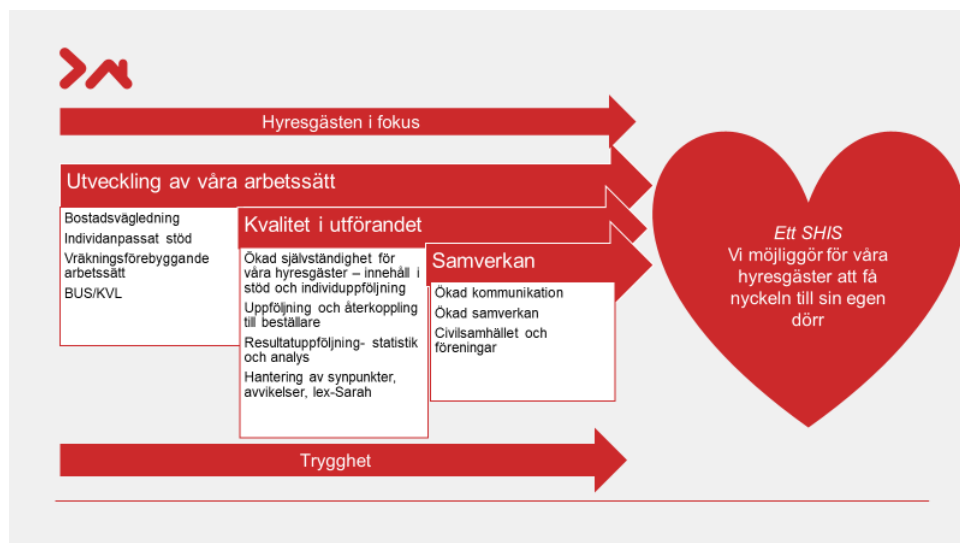 Hyresgästen i fokus
Utveckling av våra arbetssätt
Bostadsvägledning
Individanpassat stöd
Vräkningsförebyggande
arbetssätt
BUS/KVL
Kvalitet i utförandet
Ökad självständighet för
våra hyresgäster – innehåll i
stöd och individuppföljning
Uppföljning och återkoppling
till beställare
Resultatuppföljning- statistik
och analys
Hantering av synpunkter,
avvikelser, lex-Sarah
Samverkan
Ökad kommunikation
Ökad samverkan
Civilsamhället och
föreningar
Ett SHIS
Vi möjliggör för våra
hyresgäster att få
nyckeln till sin egen
dörr
Trygghet